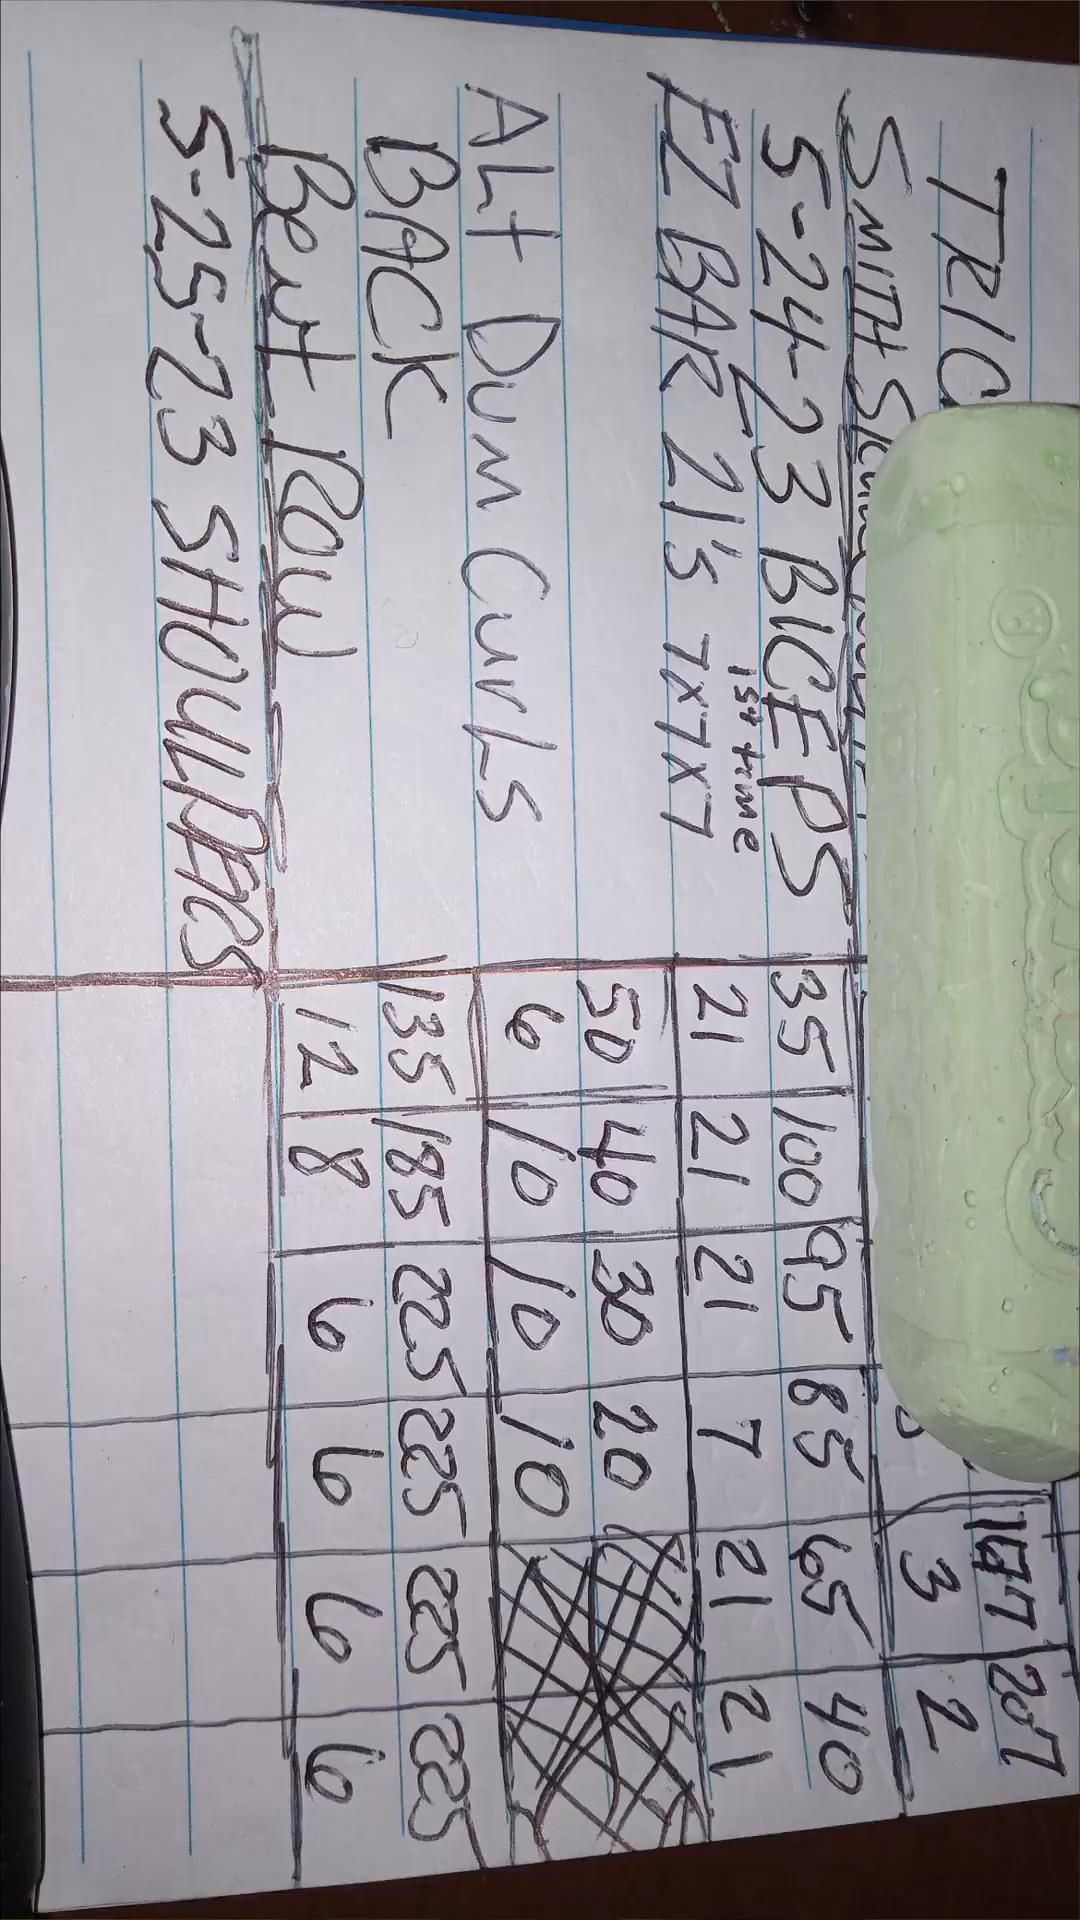 207
SMITH 3 2
5-24-23 BICEPS 35 100 95 85 65 40
1st time
EZ BAR 21's 7x7x7 21 21 21 7 21 21
50 40 30 20
ALt Dum CurLs 6 10 10 10
BACK 135 185 225 225 225 225
Bent Row 12 8 6 6 6 6
5-25-23 SHOULDERS